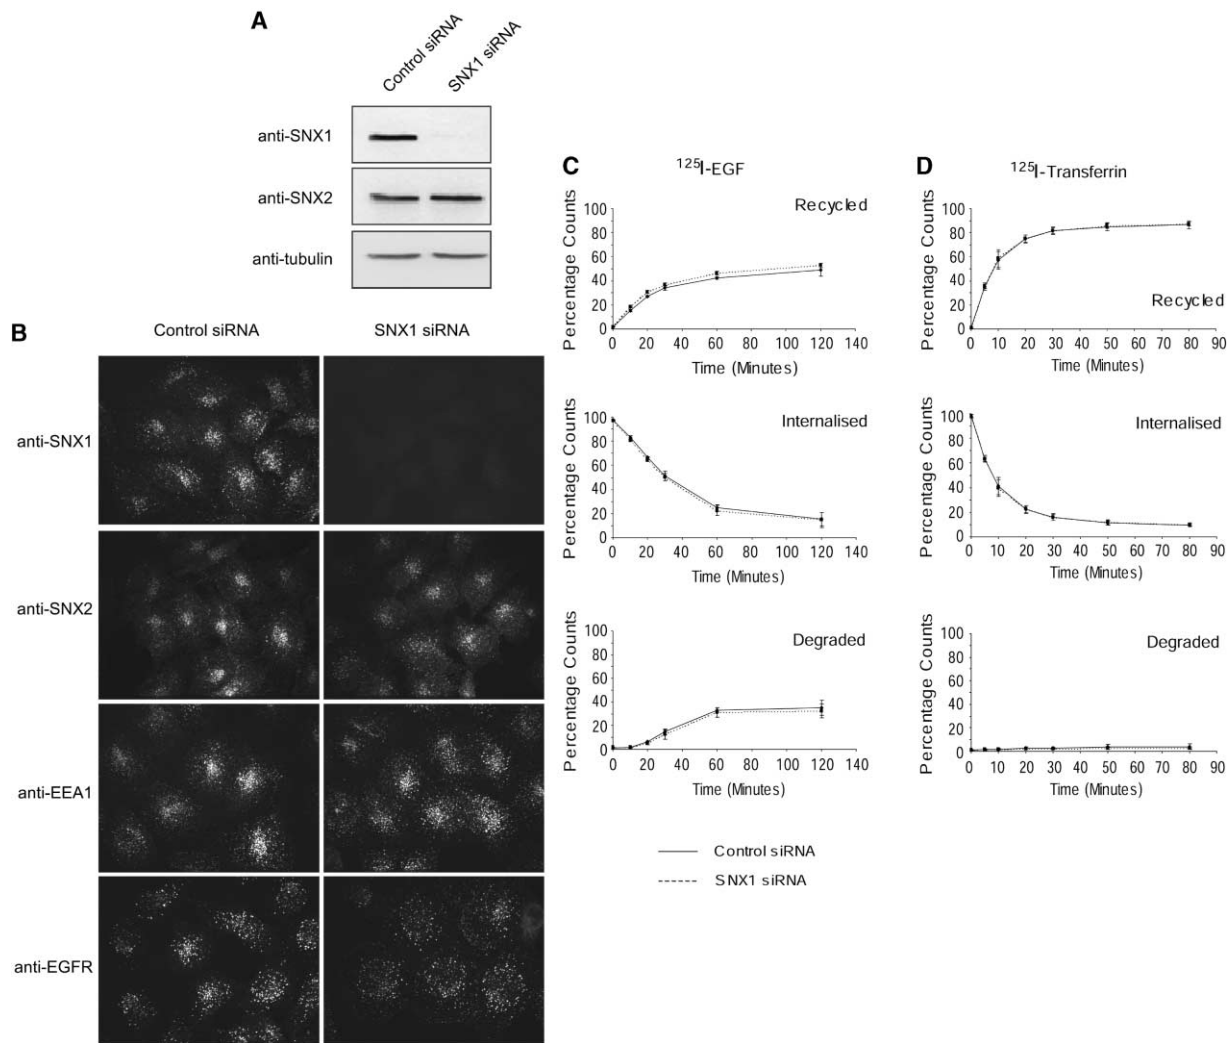 A
Control siRNA
SNX1 siRNA
anti-SNX1
anti-SNX2
anti-tubulin
B
Control siRNA
SNX1 siRNA
anti-SNX1
anti-SNX2
anti-EEA1
anti-EGFR
C
125I-EGF
Recycled
Percentage Counts
100
80
60
40
20
0
0 20 40 60 80 100 120 140
Time (Minutes)
Internalised
Percentage Counts
100
80
60
40
20
0
0 20 40 60 80 100 120 140
Time (Minutes)
Degraded
Percentage Counts
100
80
60
40
20
0
0 20 40 60 80 100 120 140
Time (Minutes)
Control siRNA
SNX1 siRNA
D
125I-Transferrin
Recycled
Percentage Counts
100
80
60
40
20
0
0 10 20 30 40 50 60 70 80 90
Time (Minutes)
Internalised
Percentage Counts
100
80
60
40
20
0
0 10 20 30 40 50 60 70 80 90
Time (Minutes)
Degraded
Percentage Counts
100
80
60
40
20
0
0 10 20 30 40 50 60 70 80 90
Time (Minutes)